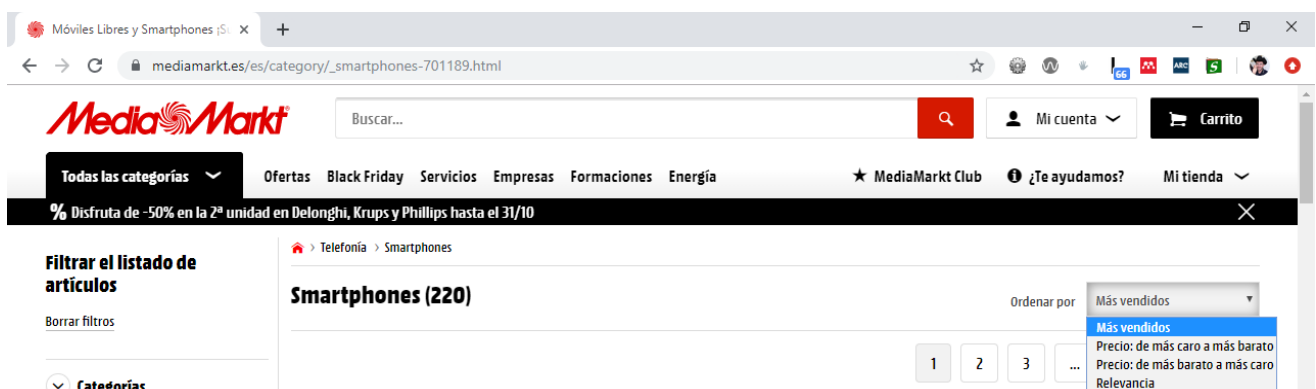 Móviles Libres y Smartphones ¡Su
mediamarkt.es/es/category/_smartphones-701189.html
66
ARC
S
MediaMarkt
Buscar...
Mi cuenta
Carrito
Todas las categorías
Ofertas Black Friday Servicios Empresas Formaciones Energía
MediaMarkt Club
¿Te ayudamos?
Mi tienda
% Disfruta de -50% en la 2ª unidad en Delonghi, Krups y Phillips hasta el 31/10
Filtrar el listado de
artículos
Borrar filtros
Categorías
> Telefonía > Smartphones
Smartphones (220)
Ordenar por
Más vendidos
Más vendidos
Precio: de más caro a más barato
Precio: de más barato a más caro
Relevancia
1 2 3 ...